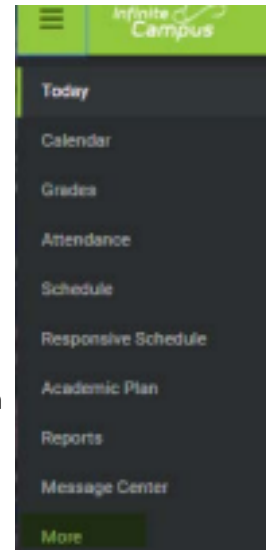 Infinite
Campus
Today
Calendar
Grades
Attendance
Schedule
Responsive Schedule
Academic Plan
Reports
Message Center
More